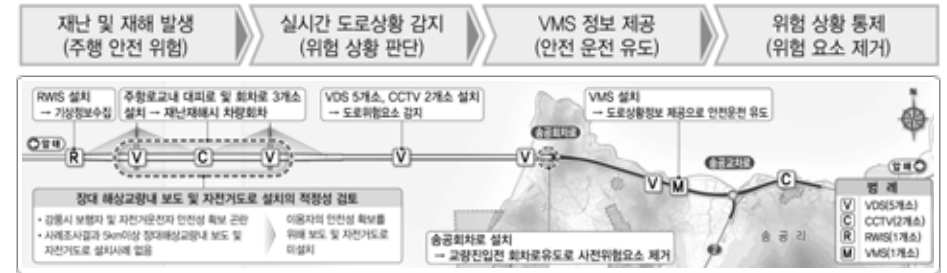 재난 및 재해 발생
(주행 안전 위험)
실시간 도로상황 감지
(위험 상황 판단)
VMS 정보 제공
(안전 운전 유도)
위험 상황 통제
(위험 요소 제거)
RWIS 설치
→ 기상정보수집
주항로교내 대피로 및 회차로 3개소
설치 → 재난재해시 차량회차
VDS 5개소, CCTV 2개소 설치
→ 도로위험요소 감지
VMS 설치
→ 도로상황정보 제공으로 안전운전 유도
N
암태
R
V
C
V
V
V
송공회차로
V
M
송공교차로
C
압해
장대 해상교량내 보도 및 자전거도로 설치의 적정성 검토
• 강풍시 보행자 및 자전거운전자 안전성 확보 곤란
• 사례조사결과 5km이상 장대해상교량내 보도 및
자전거도로 설치사례 없음
이용자의 안전성 확보를
위해 보도 및 자전거도로
미설치
송공회차로 설치
→ 교량진입전 회차로유도로 사전위험요소 제거
2
송 공 리
범 례
V VDS(5개소)
C CCTV(2개소)
R RWIS(1개소)
M VMS(1개소)